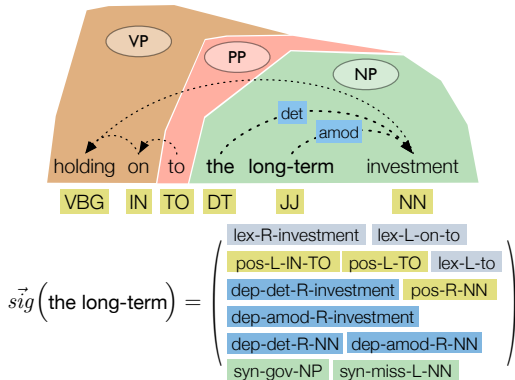 VP
PP
NP
det
amod
holding on to the long-term investment
VBG IN TO DT JJ NN
lex-R-investment lex-L-on-to
pos-L-IN-TO pos-L-TO lex-L-to
dep-det-R-investment pos-R-NN
sig(the long-term) =
dep-amod-R-investment
dep-det-R-NN dep-amod-R-NN
syn-gov-NP syn-miss-L-NN